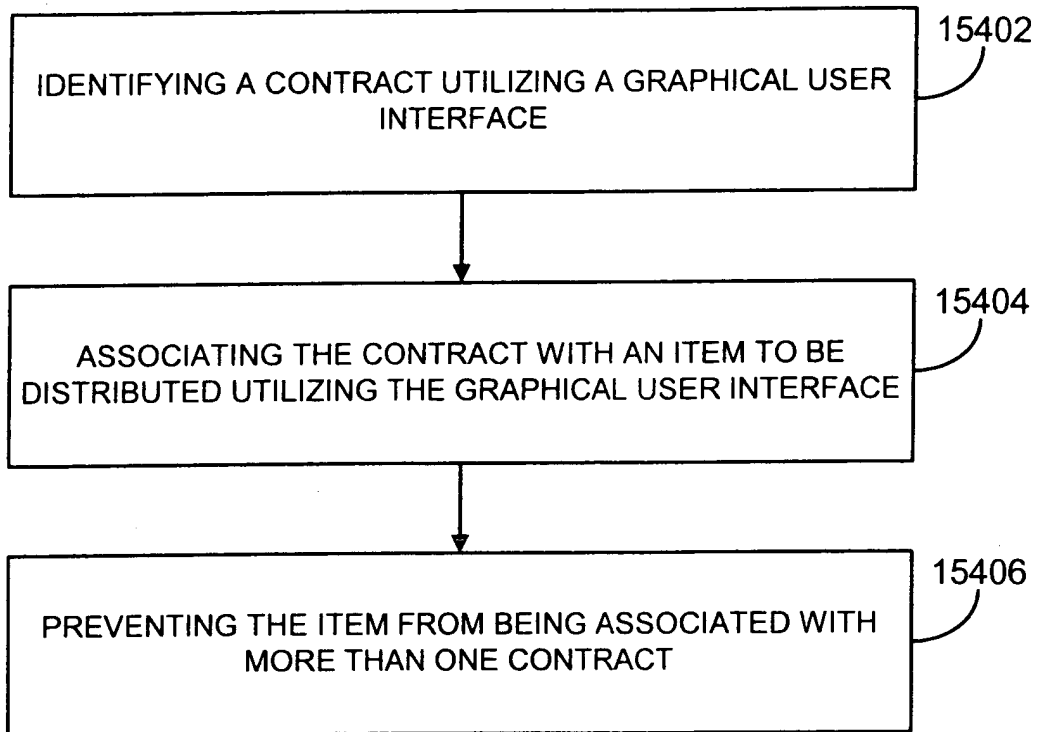 15402
IDENTIFYING A CONTRACT UTILIZING A GRAPHICAL USER
INTERFACE
15404
ASSOCIATING THE CONTRACT WITH AN ITEM TO BE
DISTRIBUTED UTILIZING THE GRAPHICAL USER INTERFACE
15406
PREVENTING THE ITEM FROM BEING ASSOCIATED WITH
MORE THAN ONE CONTRACT